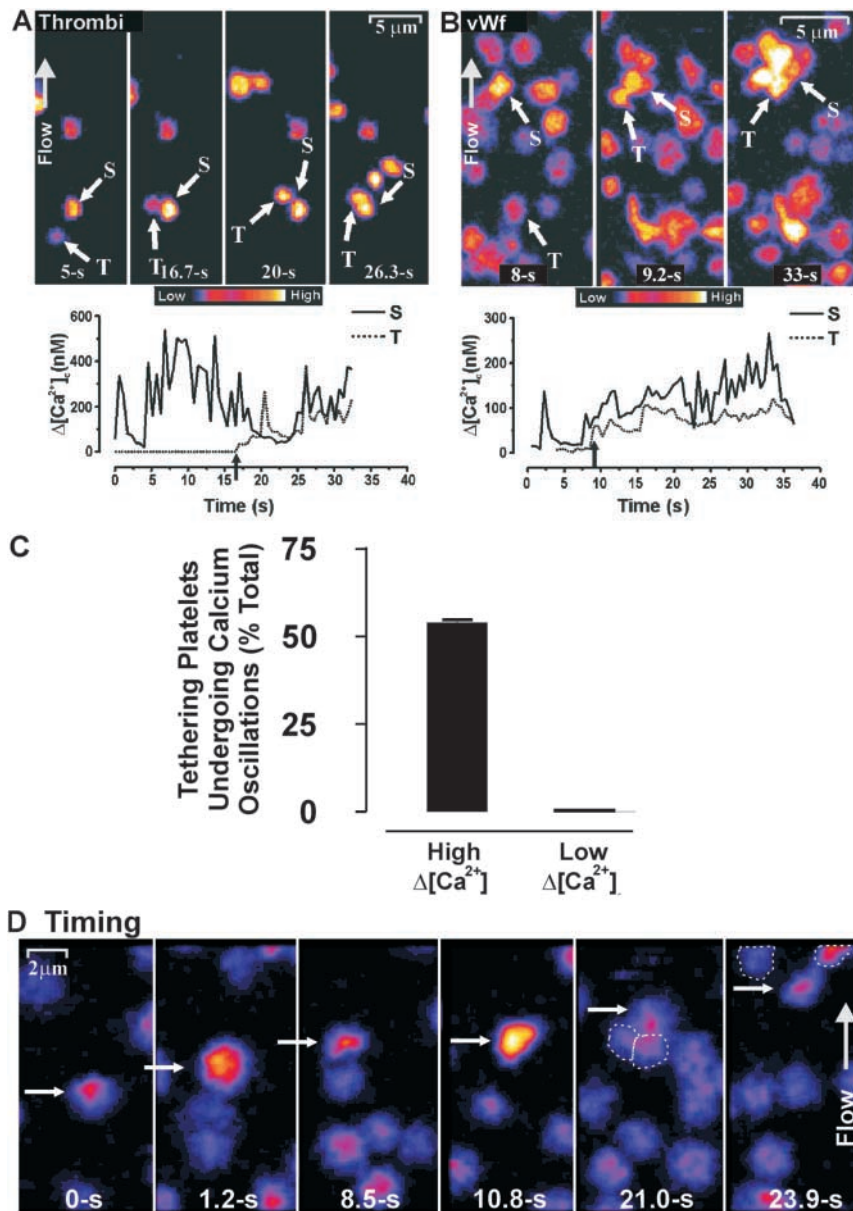 A
Thrombi
5 µm
Flow
S
T
5-s
S
T
16.7-s
S
T
20-s
S
T
26.3-s
Low
High
B
vWf
5 µm
Flow
S
T
8-s
S
T
9.2-s
S
T
33-s
Low
High
Δ[Ca²⁺]c(nM)
600
400
200
0
S
T
0 5 10 15 20 25 30 35 40
Time (s)
Δ[Ca²⁺]c(nM)
300
200
100
0
S
T
0 5 10 15 20 25 30 35 40
Time (s)
C
Tethering Platelets
Undergoing Calcium
Oscillations (% Total)
75
50
25
0
High
Δ[Ca²⁺]
Low
Δ[Ca²⁺]
D Timing
2µm
0-s
1.2-s
8.5-s
10.8-s
21.0-s
23.9-s
Flow